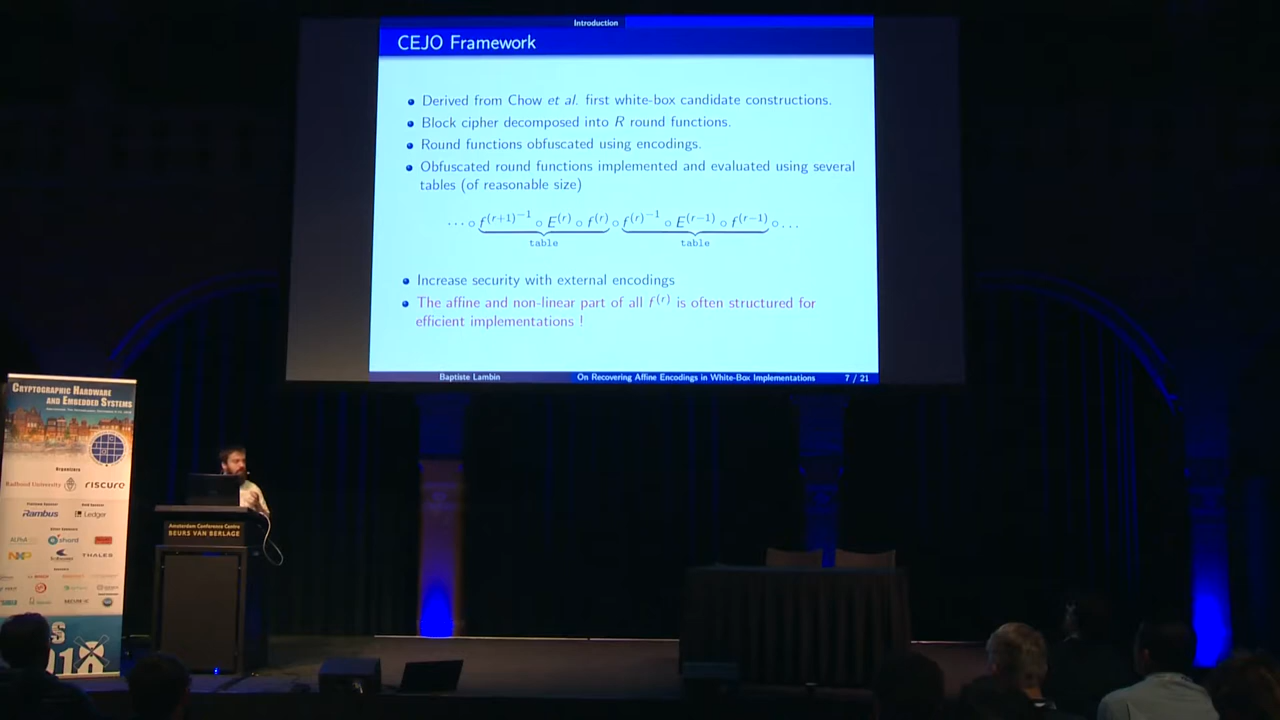 Introduction
CEJO Framework
Derived from Chow et al. first white-box candidate constructions.
Block cipher decomposed into R round functions.
Round functions obfuscated using encodings.
Obfuscated round functions implemented and evaluated using several
tables (of reasonable size)
··· ∘ f^(r+1)^−1 ∘ E^(r) ∘ f^(r) ∘ f^(r)^−1 ∘ E^(r−1) ∘ f^(r−1) ∘ ...
table table
Increase security with external encodings
The affine and non-linear part of all f^(r) is often structured for
efficient implementations !
Baptiste Lambin On Recovering Affine Encodings in White-Box Implementations 7 / 21
CRYPTOGRAPHIC HARDWARE
AND EMBEDDED SYSTEMS
Organizers
Radboud University riscure
Rambus Ledger
shard
NXP THALES
Amsterdam Conference Centre
BEURS VAN BERLAGE